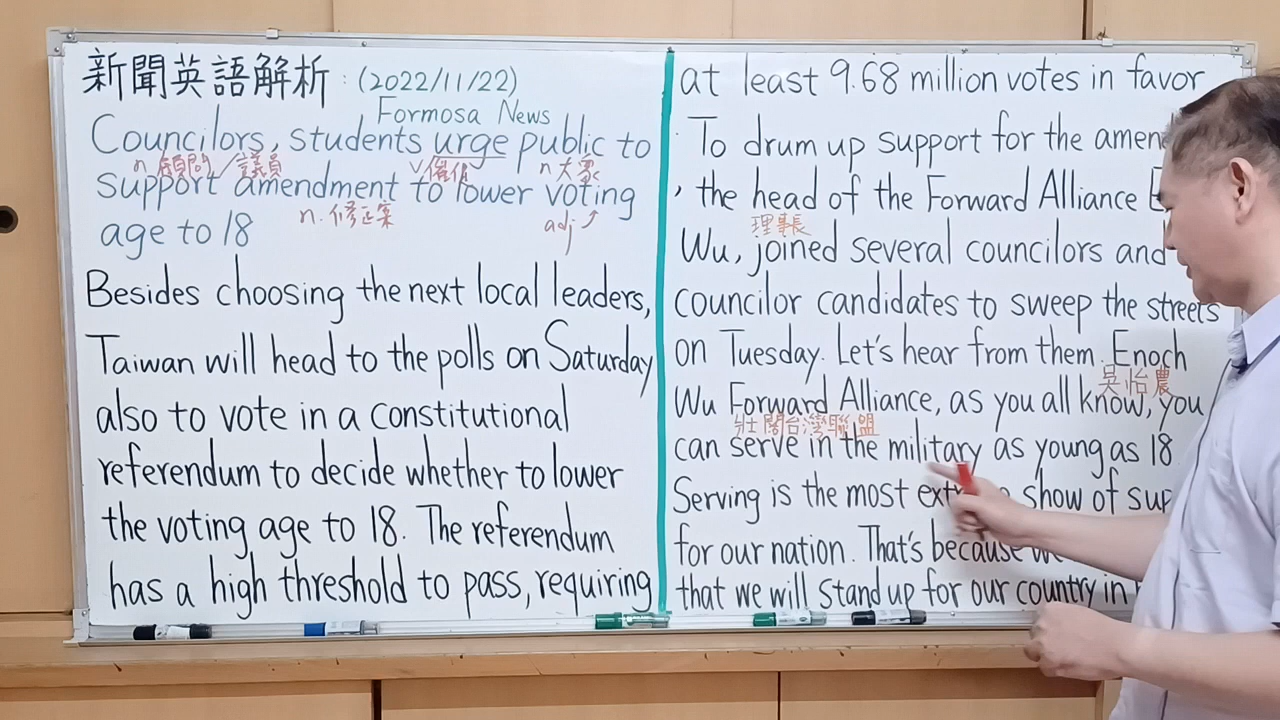 新聞英語解析：(2022/11/22)
Formosa News
Councilors, students urge public to
n 顧問／議員 v 催促 n 大眾
support amendment to lower voting
n. 修正案 adj
age to 18
Besides choosing the next local leaders,
Taiwan will head to the polls on Saturday
also to vote in a constitutional
referendum to decide whether to lower
the voting age to 18. The referendum
has a high threshold to pass, requiring
at least 9.68 million votes in favor
To drum up support for the amen
, the head of the Forward Alliance E
理事長
Wu, joined several councilors and
councilor candidates to sweep the streets
on Tuesday. Let's hear from them. Enoch
吳怡農
Wu Forward Alliance, as you all know, you
壯闊台灣聯盟
can serve in the military as young as 18
Serving is the most ext show of sup
for our nation. That's because
that we will stand up for our country in